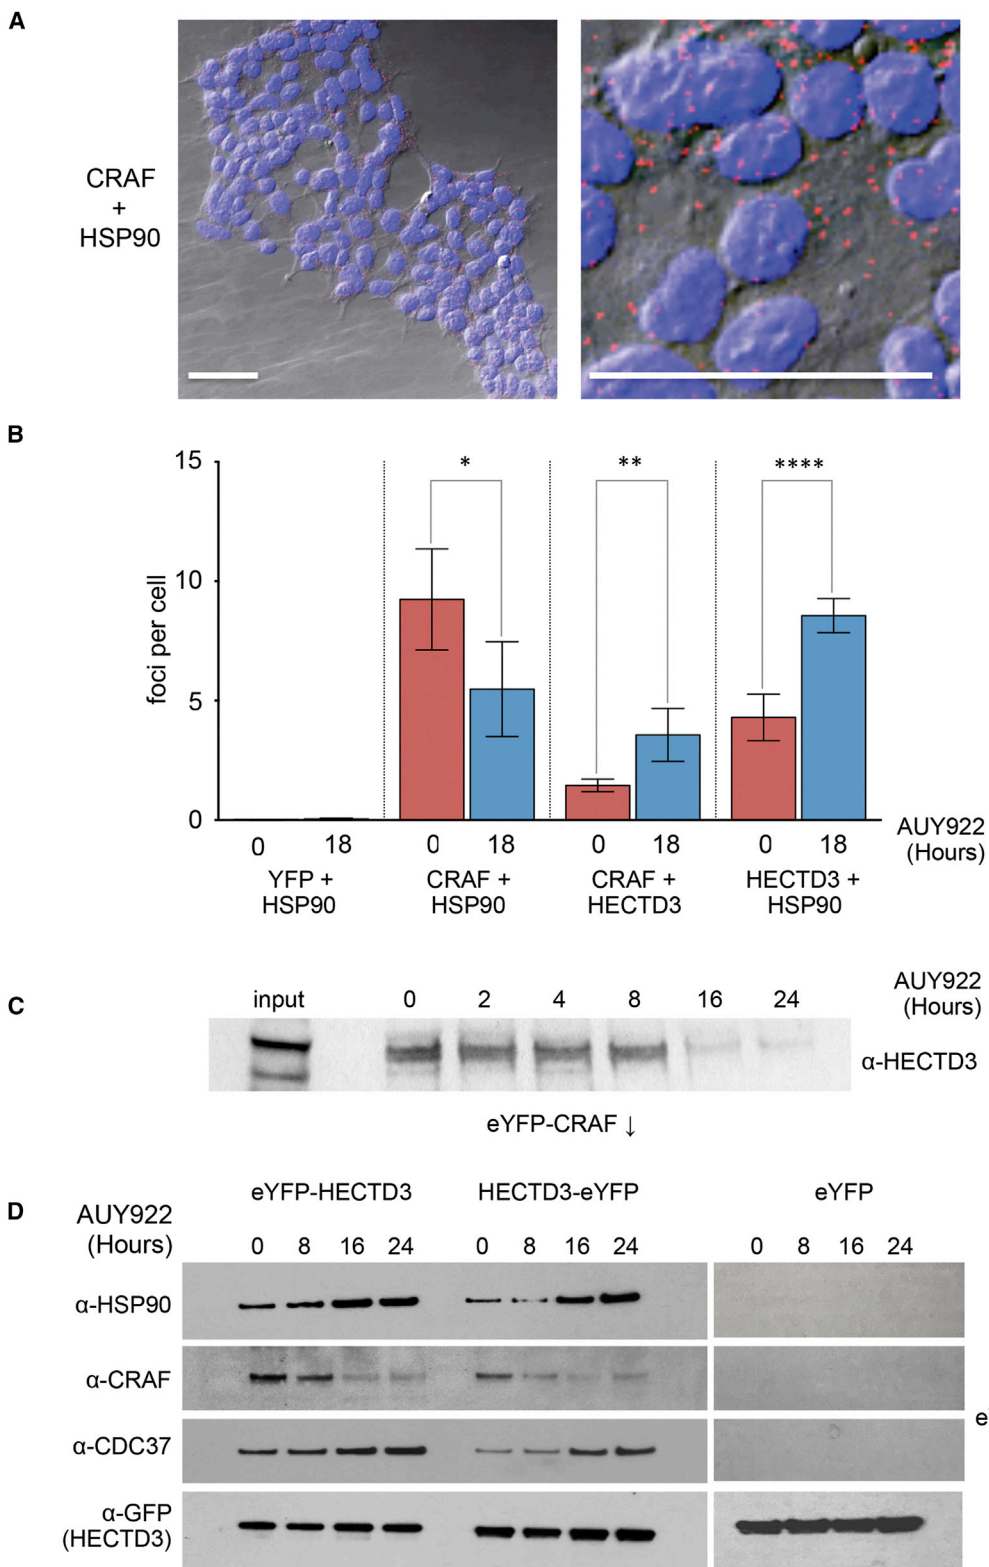 A
CRAF
+
HSP90
B
foci per cell
15
10
5
0
* ** ****
0 18 0 18 0 18 0 18
AUY922
(Hours)
YFP +
HSP90
CRAF +
HSP90
CRAF +
HECTD3
HECTD3 +
HSP90
C
input 0 2 4 8 16 24
AUY922
(Hours)
α-HECTD3
eYFP-CRAF ↓
D
eYFP-HECTD3 HECTD3-eYFP eYFP
AUY922
(Hours)
0 8 16 24 0 8 16 24 0 8 16 24
α-HSP90
α-CRAF
e
α-CDC37
α-GFP
(HECTD3)